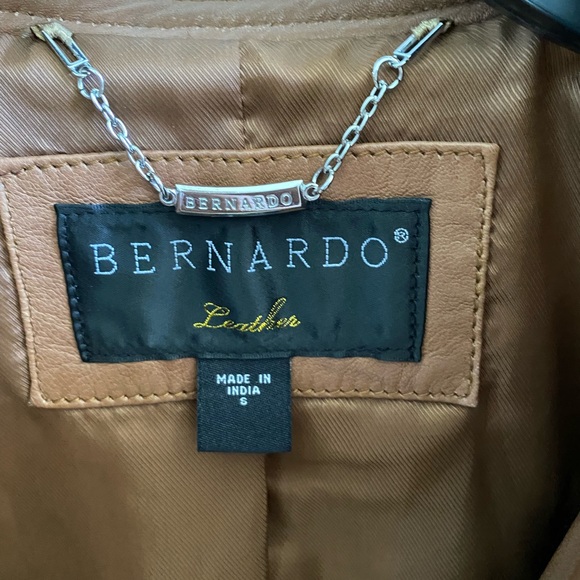 BERNARDO
BERNARDO®
Leather
MADE IN
INDIA
S